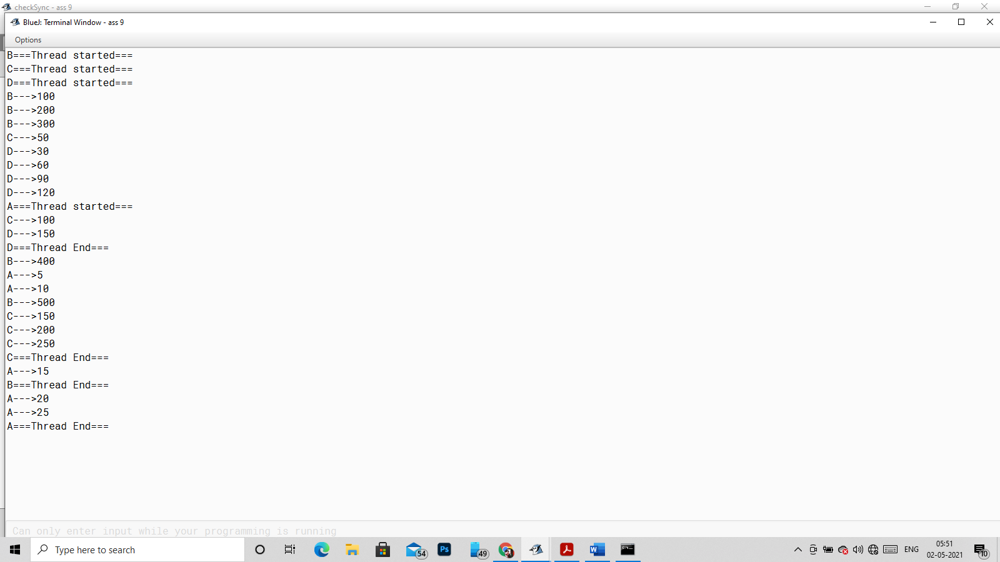 checkSync - ass 9
BlueJ: Terminal Window - ass 9
Options
B===Thread started===
C===Thread started===
D===Thread started===
B--->100
B--->200
B--->300
C--->50
D--->30
D--->60
D--->90
D--->120
A===Thread started===
C--->100
D--->150
D===Thread End===
B--->400
A--->5
A--->10
B--->500
C--->150
C--->200
C--->250
C===Thread End===
A--->15
B===Thread End===
A--->20
A--->25
A===Thread End===
Can only enter input while your programming is running
Type here to search
54
Ps
49
W
ENG
05:51
02-05-2021
10